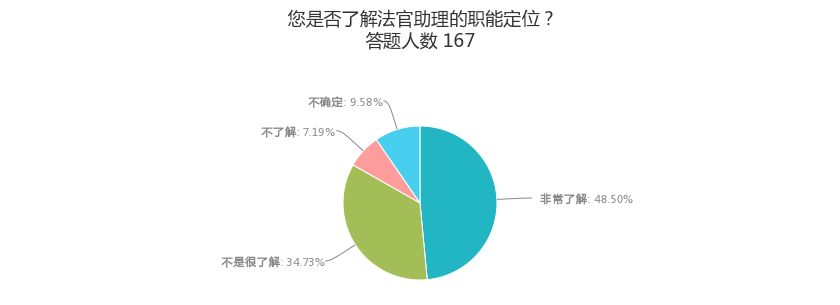 您是否了解法官助理的职能定位？
答题人数 167
不确定: 9.58%
不了解: 7.19%
非常了解: 48.50%
不是很了解: 34.73%